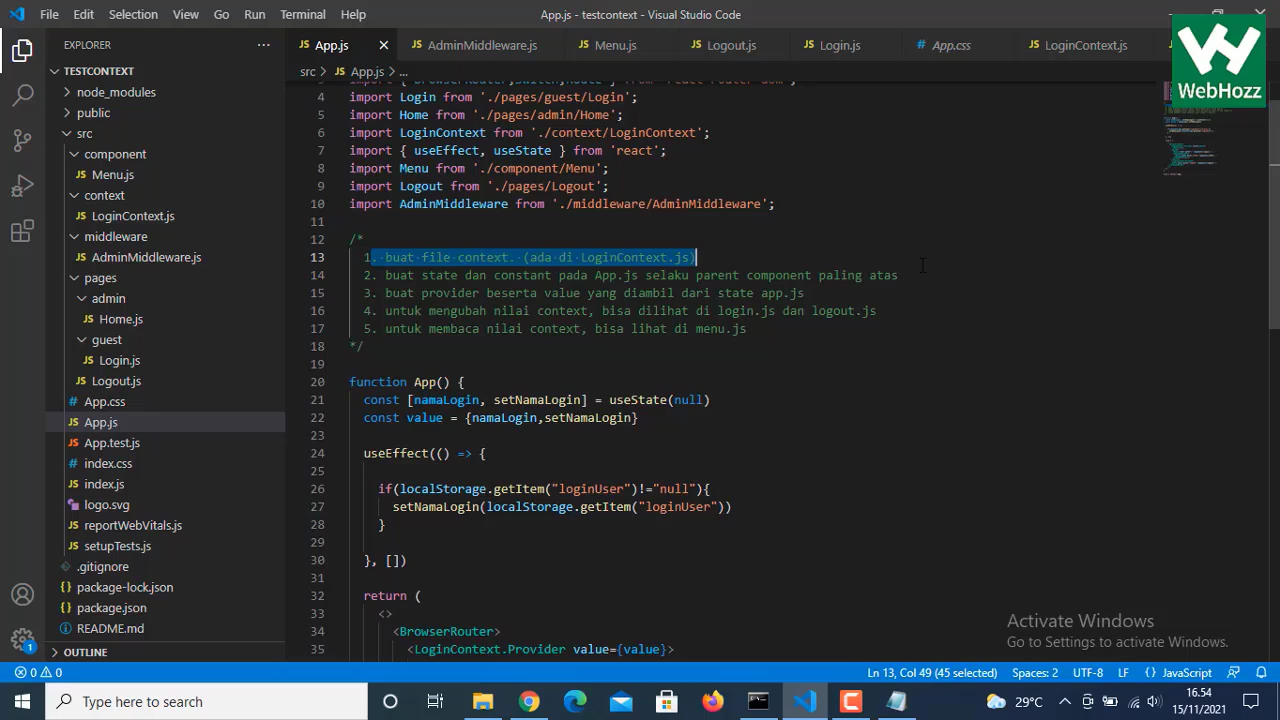 File Edit Selection View Go Run Terminal Help
App.js - testcontext - Visual Studio Code
EXPLORER
TESTCONTEXT
node_modules
public
src
component
Menu.js
context
LoginContext.js
middleware
AdminMiddleware.js
pages
admin
Home.js
guest
Login.js
Logout.js
App.css
App.js
App.test.js
index.css
index.js
logo.svg
reportWebVitals.js
setupTests.js
.gitignore
package-lock.json
package.json
README.md
OUTLINE
App.js AdminMiddleware.js Menu.js Logout.js Login.js App.css LoginContext.js
WebHozz
src > App.js > ...
import { BrowserRouter,Switch,Route } from 'react-router-dom';
4 import Login from './pages/guest/Login';
5 import Home from './pages/admin/Home';
6 import LoginContext from './context/LoginContext';
7 import { useEffect, useState } from 'react';
8 import Menu from './component/Menu';
9 import Logout from './pages/Logout';
10 import AdminMiddleware from './middleware/AdminMiddleware';
11
12 /*
13 1. buat file context. (ada di LoginContext.js)
14 2. buat state dan constant pada App.js selaku parent component paling atas
15 3. buat provider beserta value yang diambil dari state app.js
16 4. untuk mengubah nilai context, bisa dilihat di login.js dan logout.js
17 5. untuk membaca nilai context, bisa lihat di menu.js
18 */
19
20 function App() {
21 const [namaLogin, setNamaLogin] = useState(null)
22 const value = {namaLogin,setNamaLogin}
23
24 useEffect(() => {
25
26 if(localStorage.getItem("loginUser")!="null"){
27 setNamaLogin(localStorage.getItem("loginUser"))
28 }
29
30 }, [])
31
32 return (
33 <>
34 <BrowserRouter>
35 <LoginContext.Provider value={value}>
Activate Windows
Go to Settings to activate Windows.
0 0
Ln 13, Col 49 (45 selected) Spaces: 2 UTF-8 LF {} JavaScript
1
Type here to search
29°C
16.54
15/11/2021